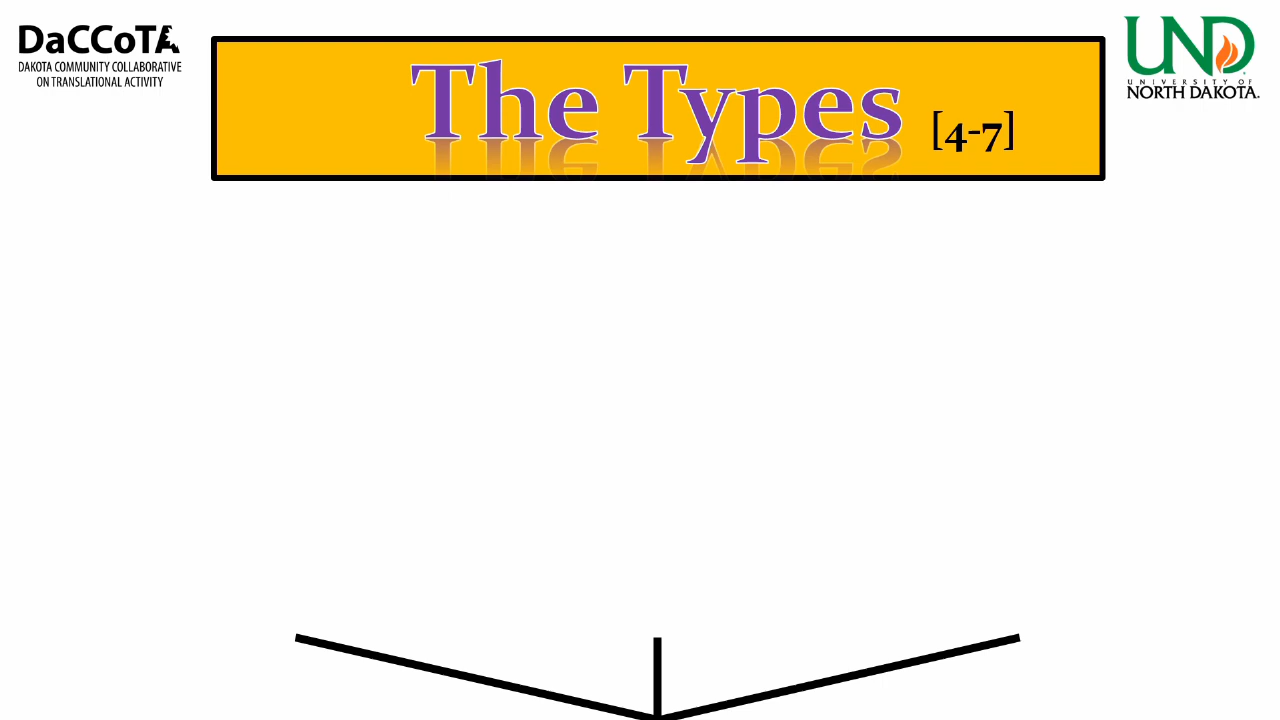 DaCCoTA
DAKOTA COMMUNITY COLLABORATIVE
ON TRANSLATIONAL ACTIVITY
The Types [4-7]
UND
UNIVERSITY OF
NORTH DAKOTA.